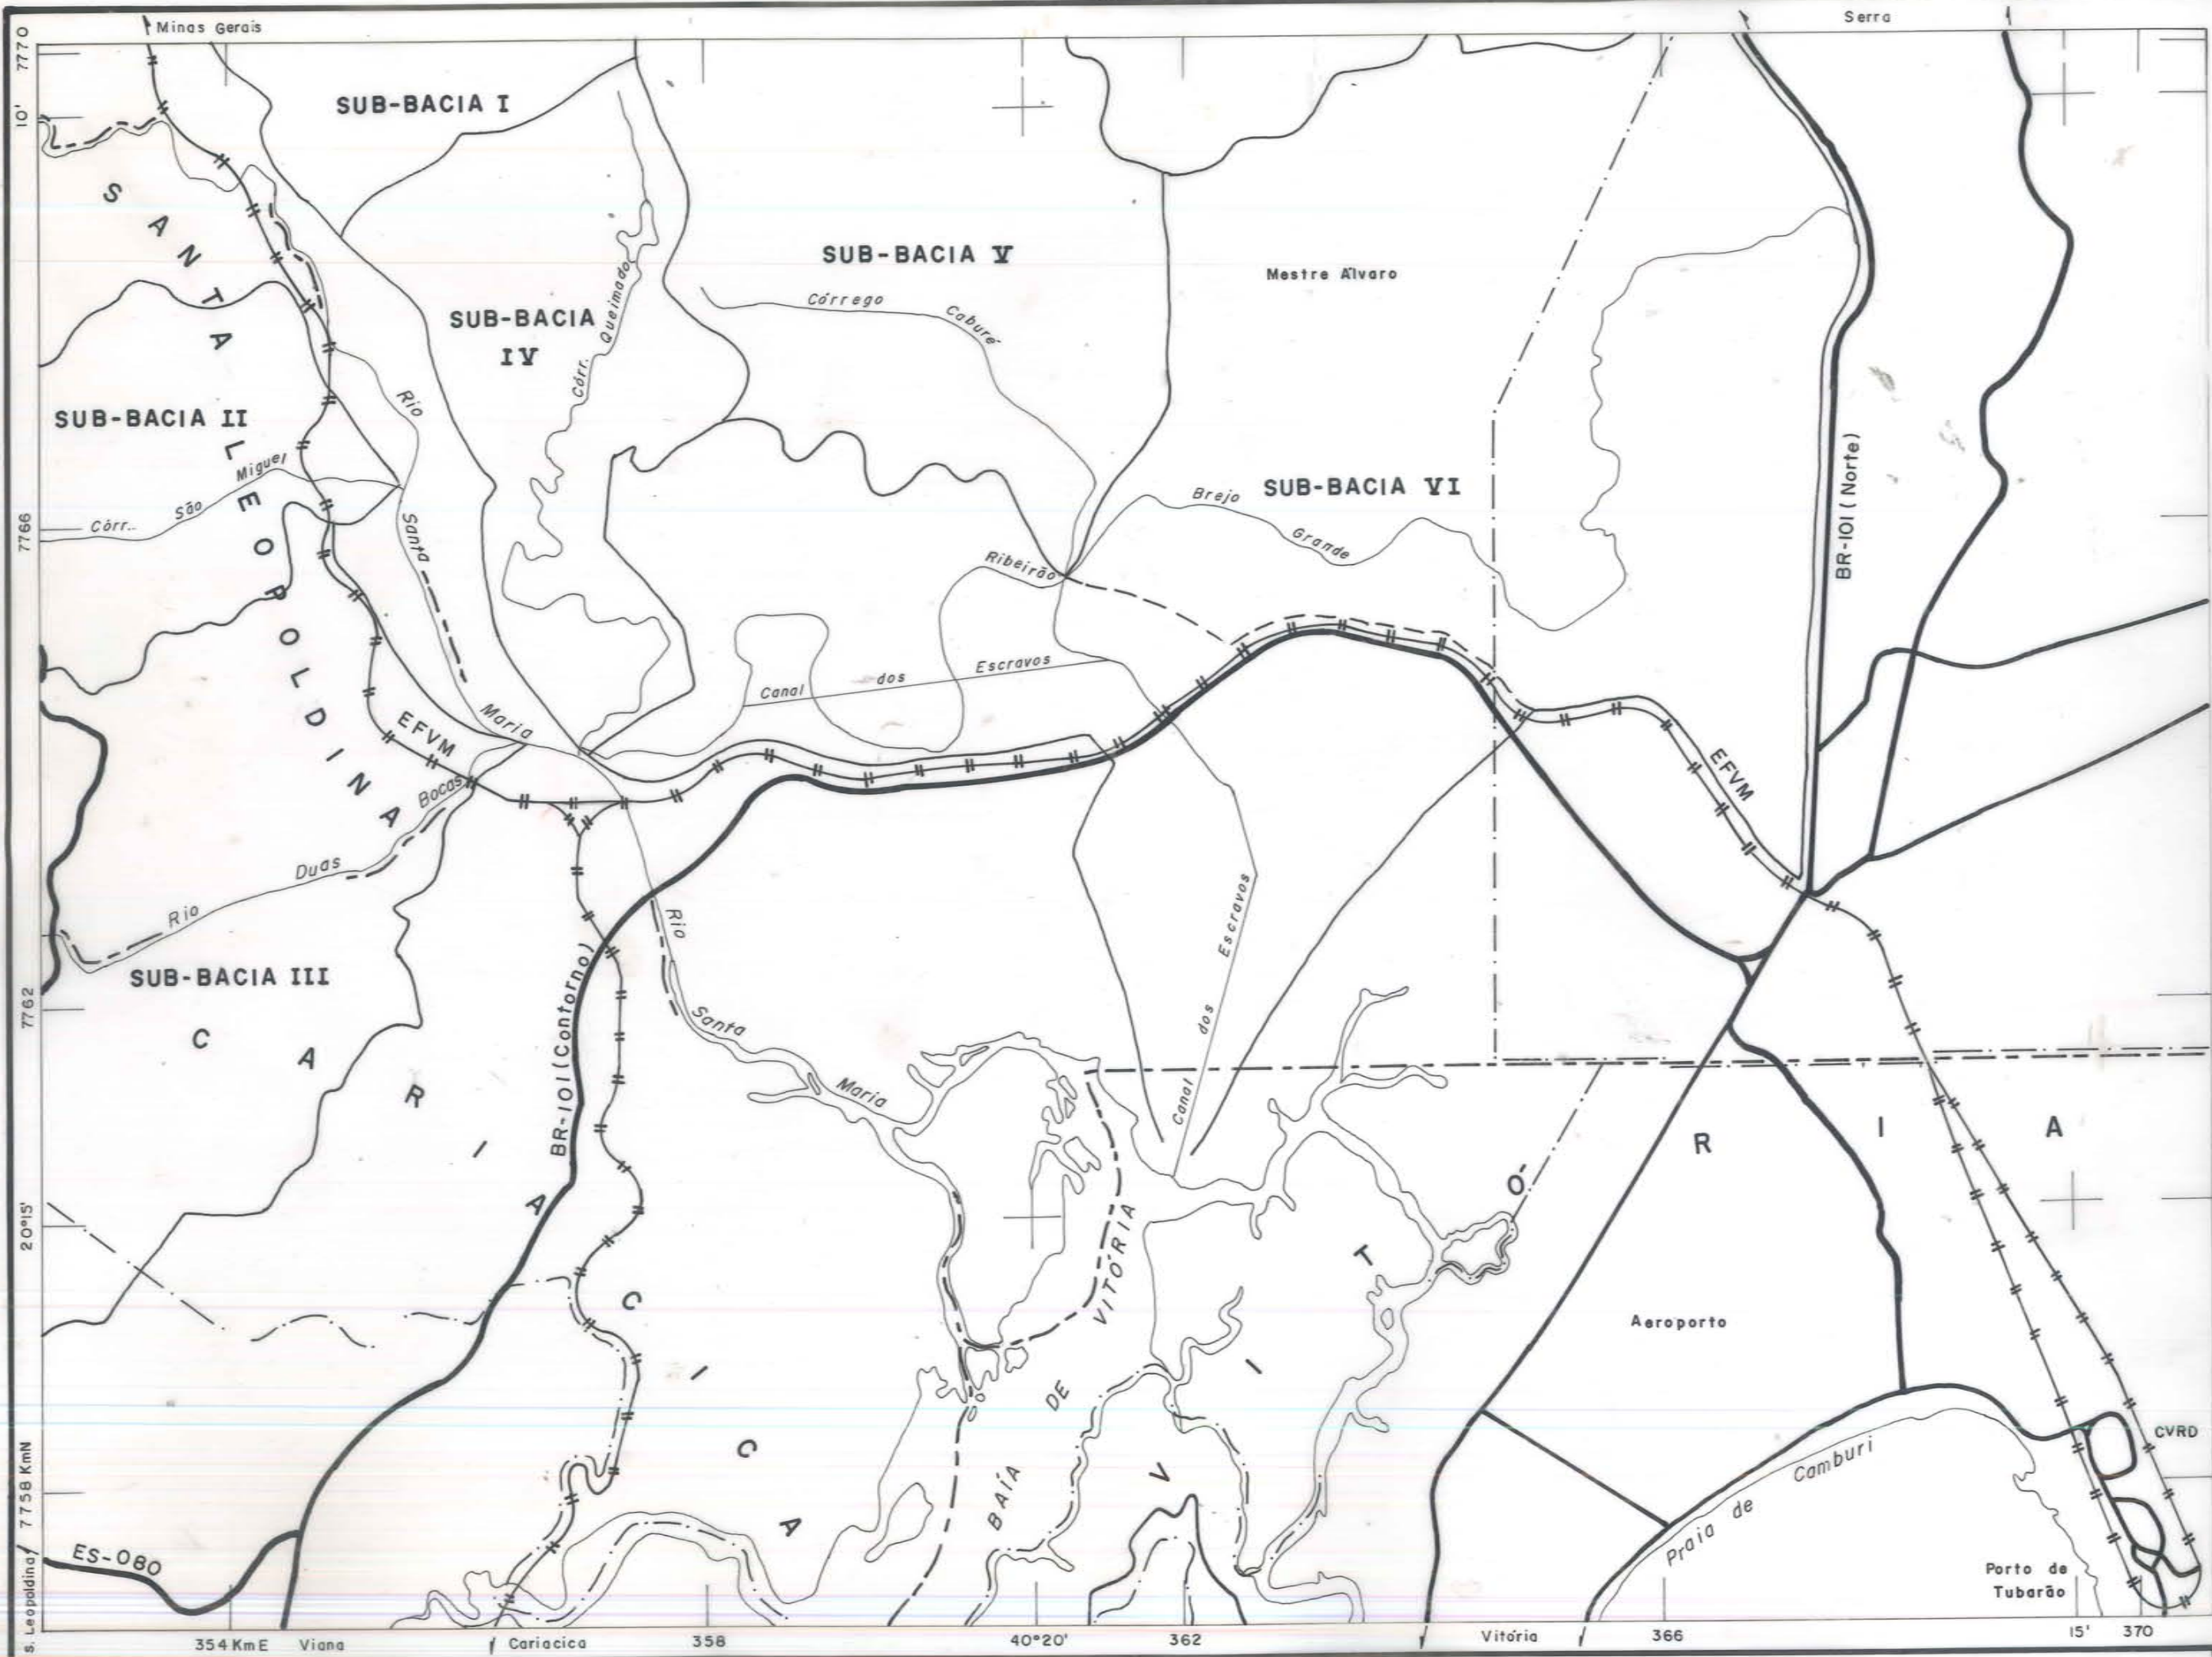 Minas Gerais
Serra
7770
10'
SUB-BACIA I
SANTA LEOPOLDINA
SUB-BACIA V
Mestre Álvaro
Córrego Caburé
SUB-BACIA
IV
Córr. Queimado
SUB-BACIA II
Rio Santa Maria
Córr.. São Miguel
7766
SUB-BACIA VI
Ribeirão Brejo Grande
BR-101 (Norte)
Canal dos Escravos
EFVM
EFVM
Rio Duas Bocas
SUB-BACIA III
7762
CARIACICA
BR-101 (Contorno)
Rio Santa Maria
Canal dos Escravos
VITÓRIA
20°15'
BAÍA DE VITÓRIA
Aeroporto
Praia de Camburi
CVRD
7758 KmN
S. Leopoldina
ES-080
Porto de
Tubarão
354 KmE
Viana
Cariacica
358
40°20'
362
Vitória
366
15'
370